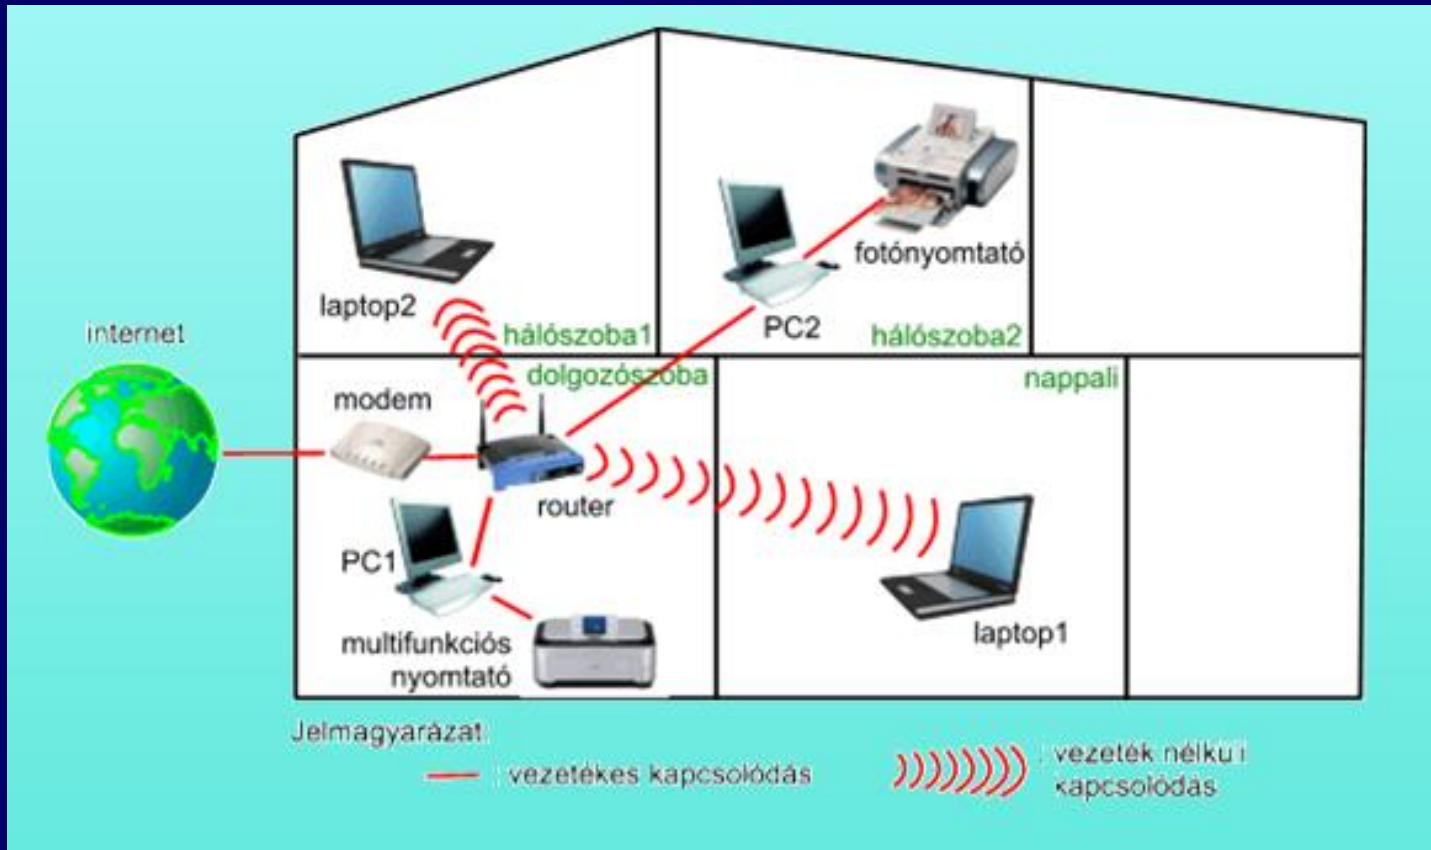 laptop2
fotónyomtató
PC2
internet
hálószoba1
hálószoba2
dolgozószoba
nappali
modem
router
PC1
laptop1
multifunkciós
nyomtató
Jelmagyarázat:
: vezetékes kapcsolódás
: vezeték nélküli
kapcsolódás